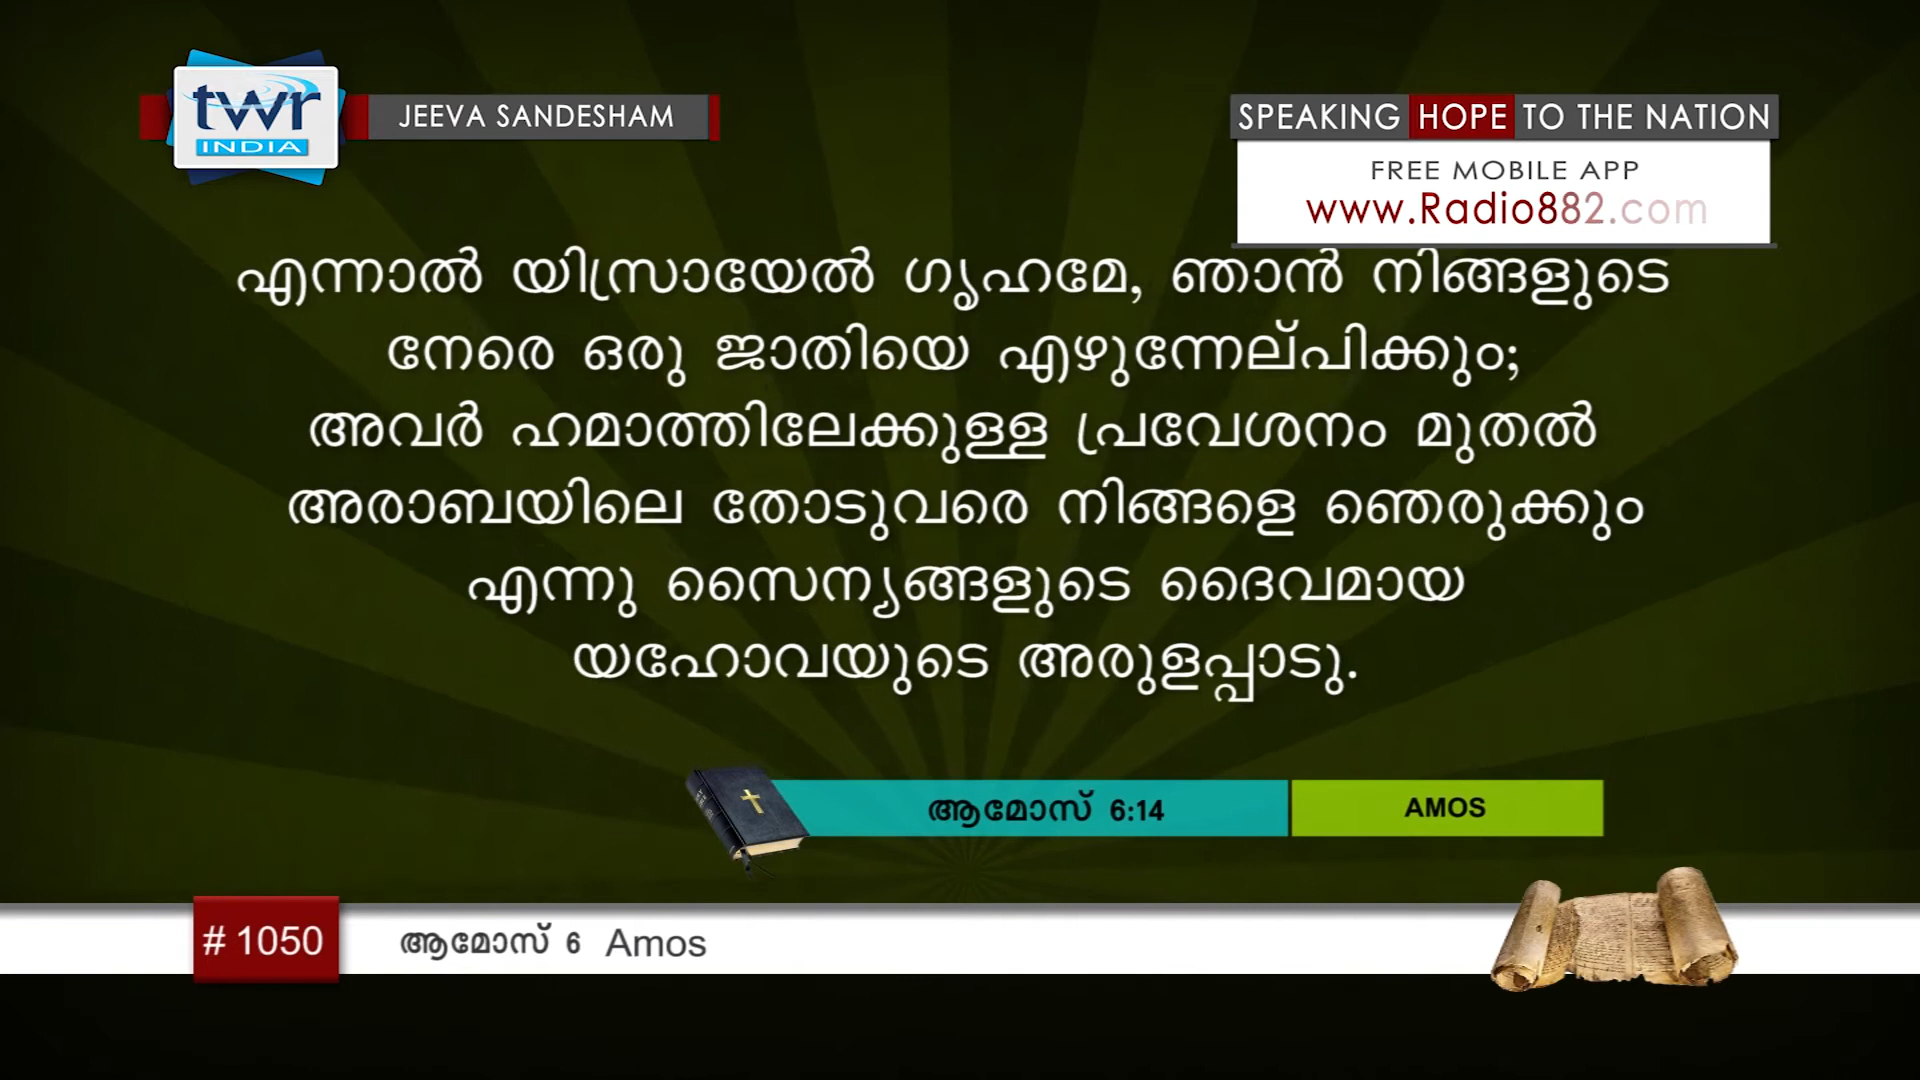 twr
INDIA
JEEVA SANDESHAM
SPEAKING HOPE TO THE NATION
FREE MOBILE APP
www.Radio882.com
എന്നാൽ യിസ്രായേൽ ഗൃഹമേ, ഞാൻ നിങ്ങളുടെ
നേരെ ഒരു ജാതിയെ എഴുന്നേല്പിക്കും;
അവർ ഹമാത്തിലേക്കുള്ള പ്രവേശനം മുതൽ
അരാബയിലെ തോടുവരെ നിങ്ങളെ ഞെരുക്കും
എന്നു സൈന്യങ്ങളുടെ ദൈവമായ
യഹോവയുടെ അരുളപ്പാടു.
ആമോസ് 6:14
AMOS
# 1050
ആമോസ് 6 Amos